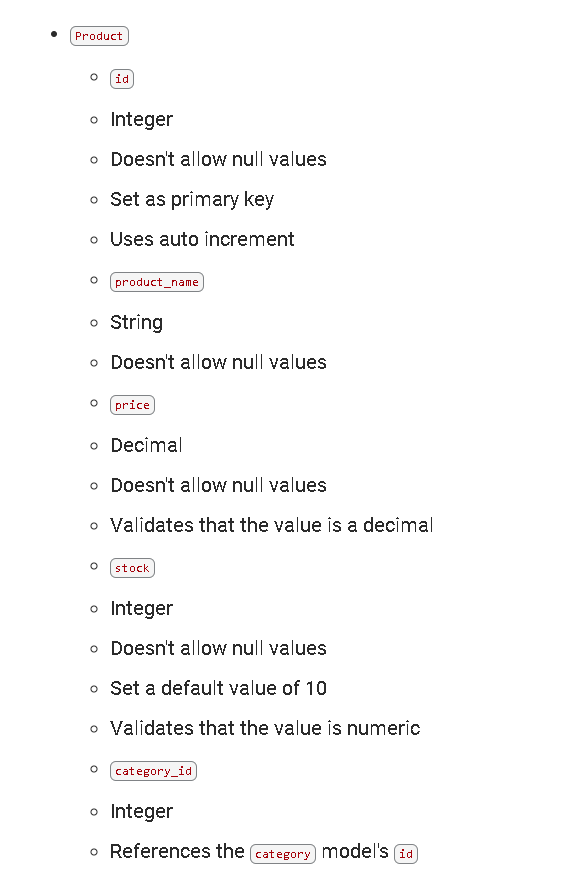 Product
id
Integer
Doesn't allow null values
Set as primary key
Uses auto increment
product_name
String
Doesn't allow null values
price
Decimal
Doesn't allow null values
Validates that the value is a decimal
stock
Integer
Doesn't allow null values
Set a default value of 10
Validates that the value is numeric
category_id
Integer
References the category model's id